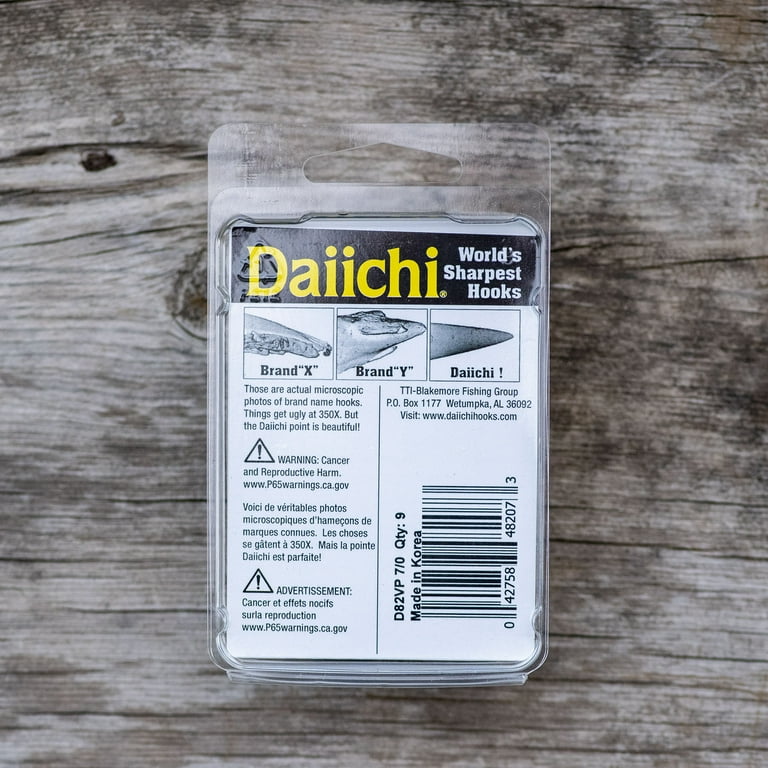 Daiichi®
World's
Sharpest
Hooks
Brand"X"
Brand"Y"
Daiichi !
Those are actual microscopic
photos of brand name hooks.
Things get ugly at 350X. But
the Daiichi point is beautiful!
WARNING: Cancer
and Reproductive Harm.
www.P65warnings.ca.gov
Voici de véritables photos
microscopiques d'hameçons de
marques connues. Les choses
se gâtent à 350X. Mais la pointe
Daiichi est parfaite!
ADVERTISSEMENT:
Cancer et effets nocifs
surla reproduction
www.P65warnings.ca.gov
TTI-Blakemore Fishing Group
P.O. Box 1177 Wetumpka, AL 36092
Visit: www.daiichihooks.com
D82VP 7/0 Qty: 9
Made in Korea
0 42758 48207 3